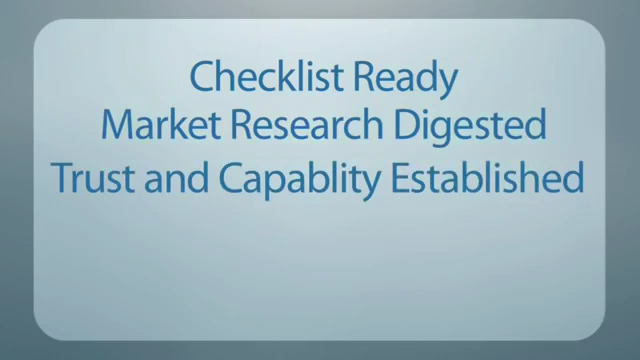 Checklist Ready
Market Research Digested
Trust and Capablity Established